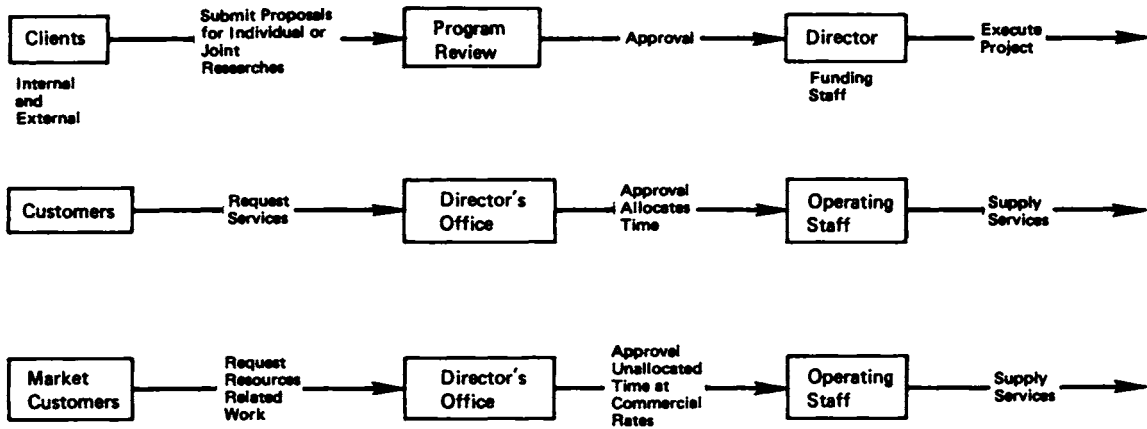 Clients
Internal
and
External
Submit Proposals
for Individual or
Joint
Researches
Program
Review
Approval
Director
Funding
Staff
Execute
Project
Customers
Request
Services
Director's
Office
Approval
Allocates
Time
Operating
Staff
Supply
Services
Market
Customers
Request
Resources
Related
Work
Director's
Office
Approval
Unallocated
Time at
Commercial
Rates
Operating
Staff
Supply
Services